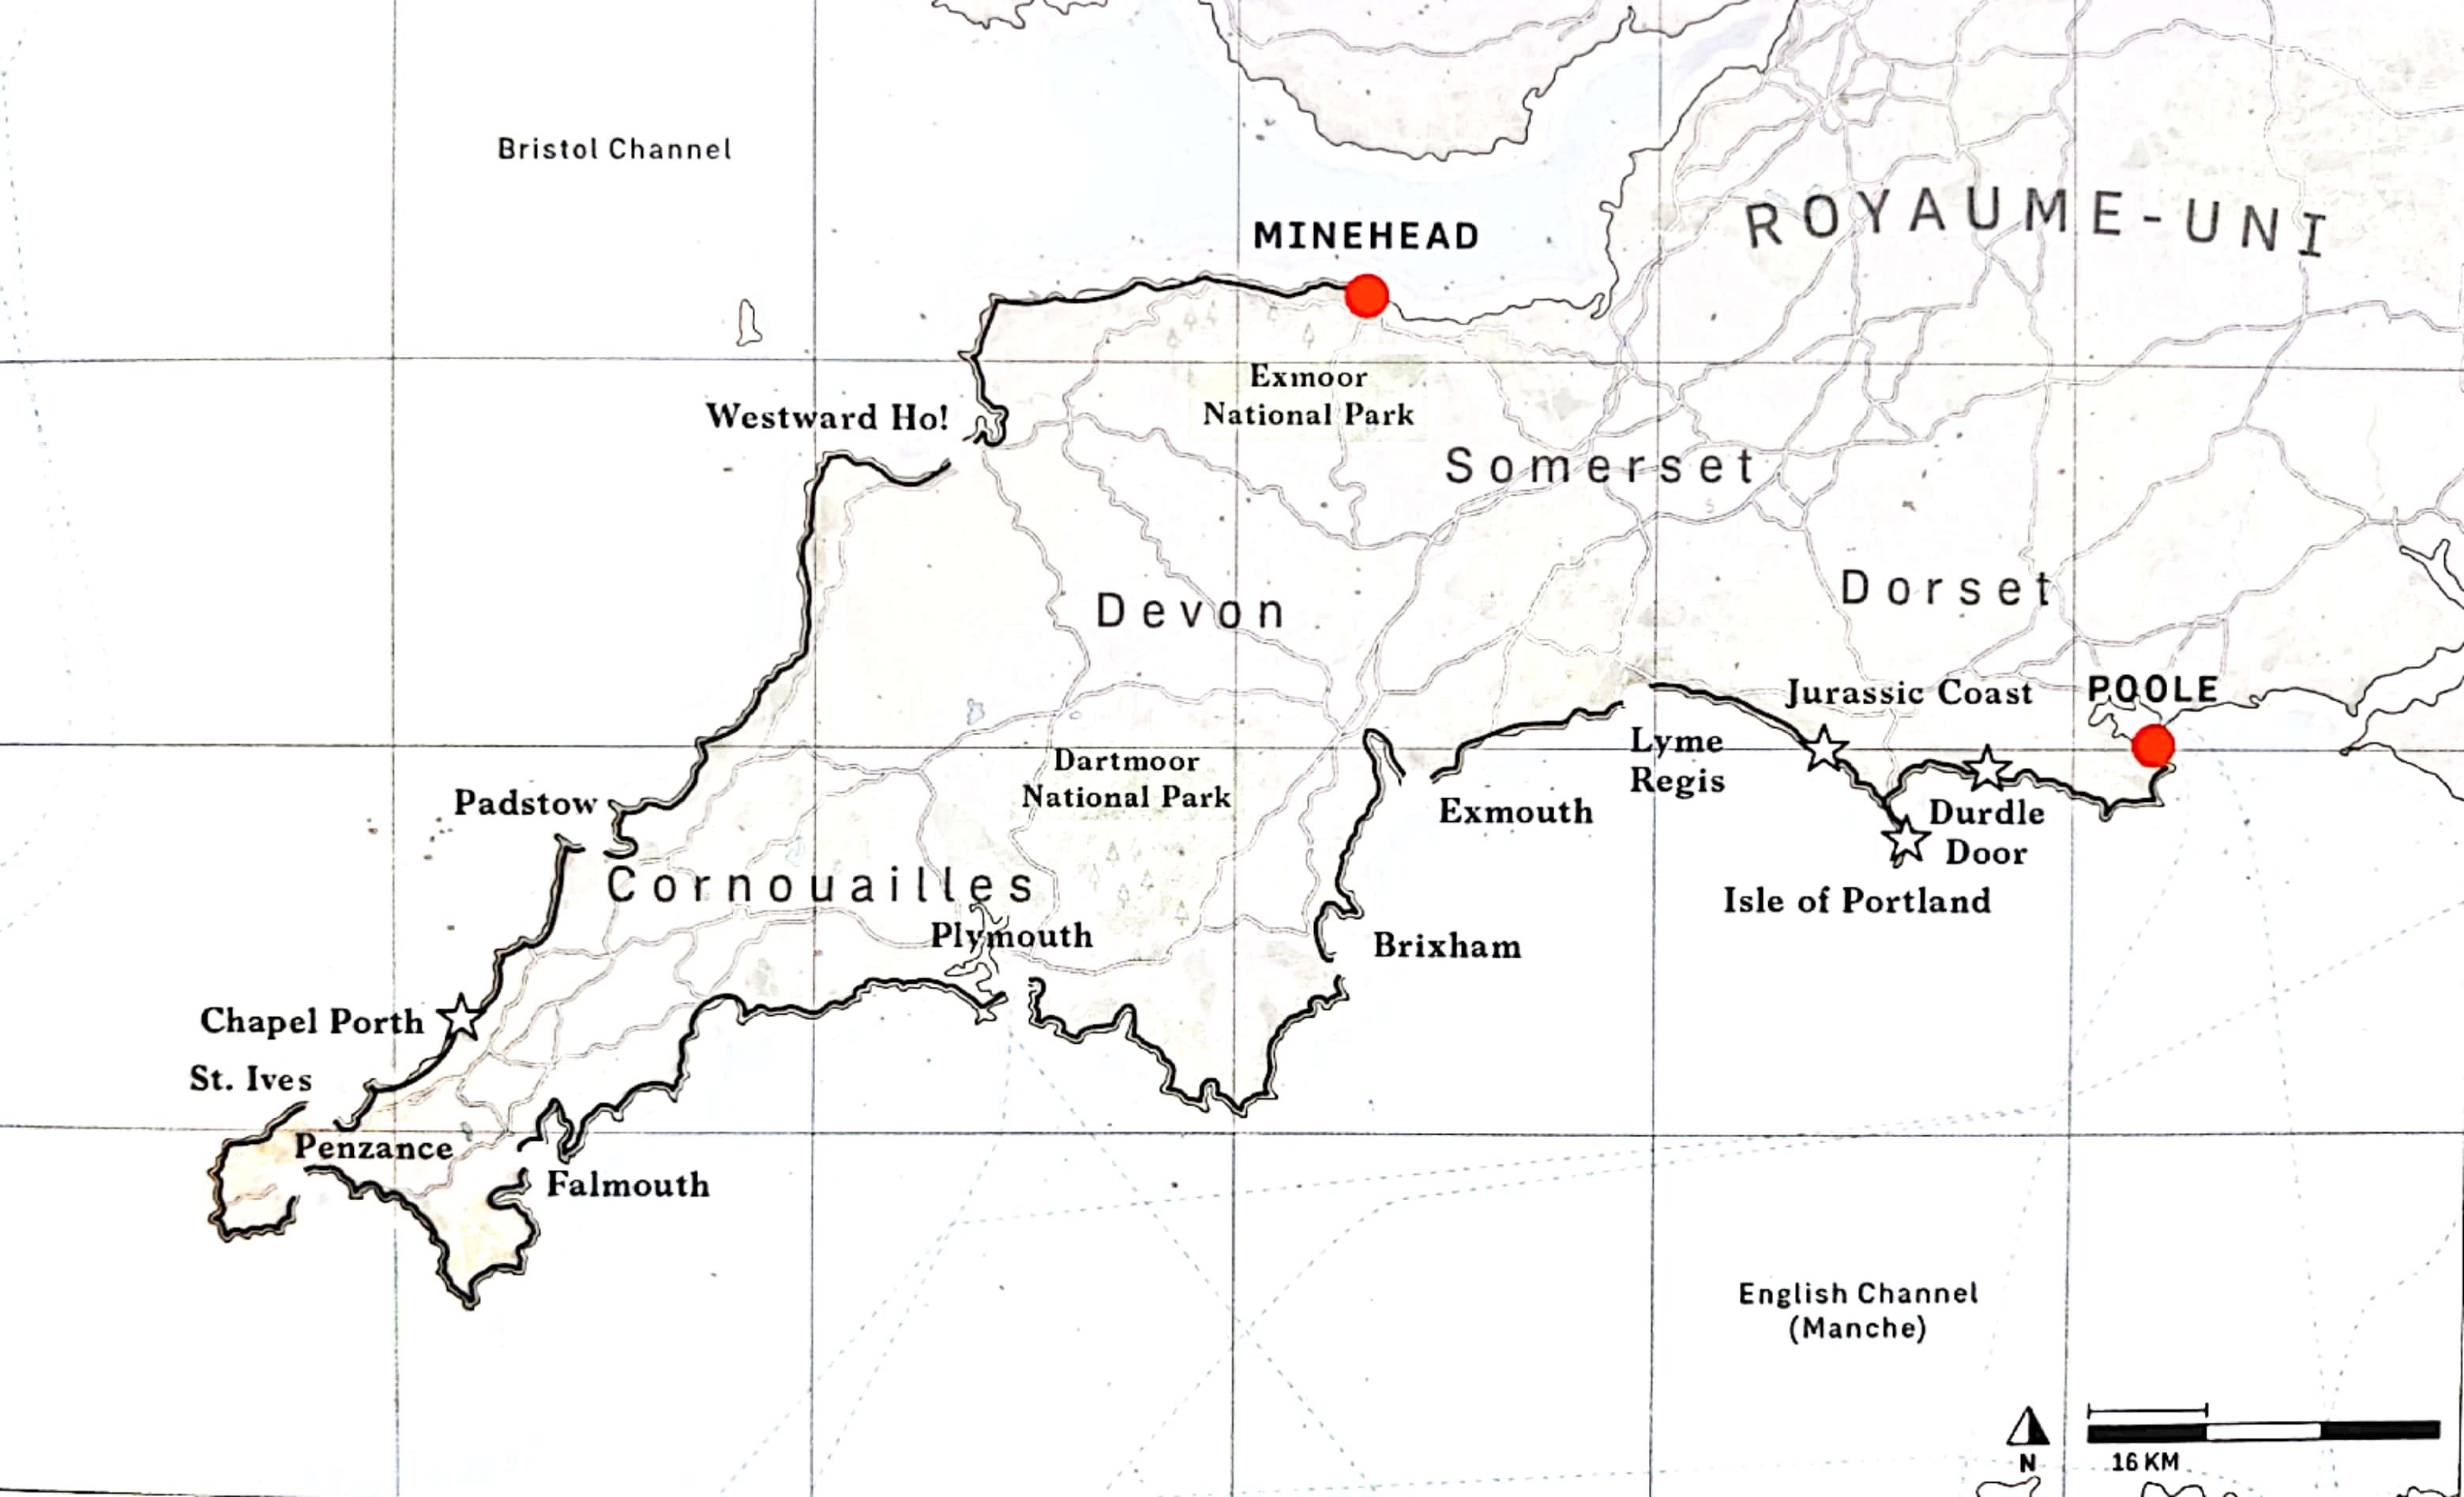 Bristol Channel
MINEHEAD
ROYAUME-UNI
Exmoor
National Park
Westward Ho!
Somerset
Devon
Dorset
Jurassic Coast
POOLE
Lyme
Regis
Dartmoor
National Park
Padstow
Exmouth
Durdle
Door
Cornouailles
Isle of Portland
Plymouth
Brixham
Chapel Porth
St. Ives
Penzance
Falmouth
English Channel
(Manche)
N
16 KM